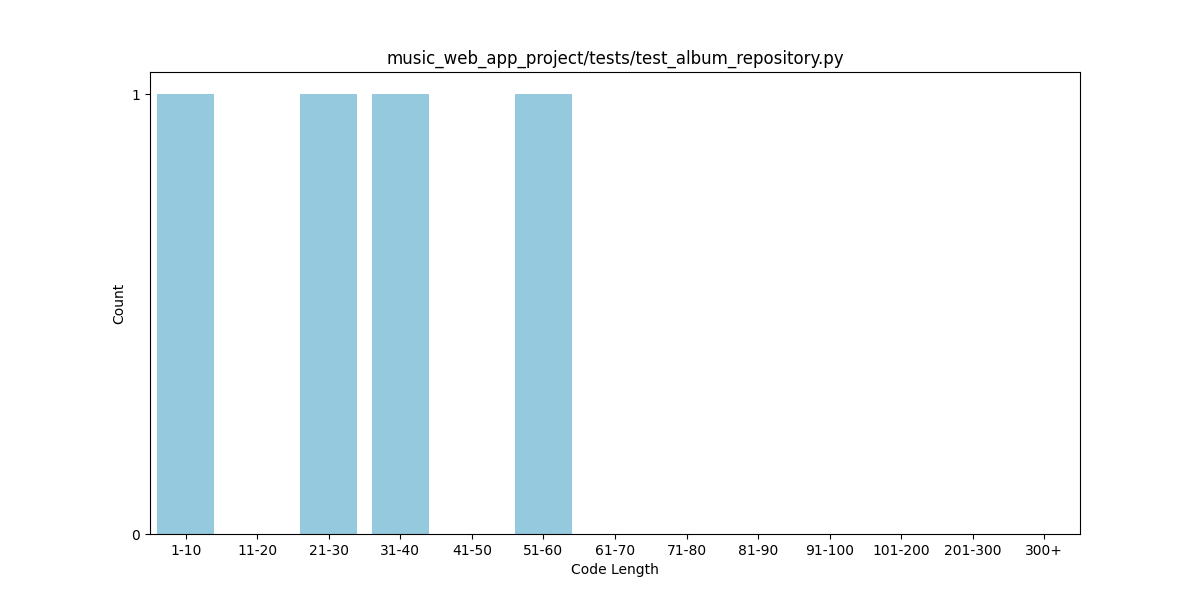 music_web_app_project/tests/test_album_repository.py
1
Count
0
1-10 11-20 21-30 31-40 41-50 51-60 61-70 71-80 81-90 91-100 101-200 201-300 300+
Code Length